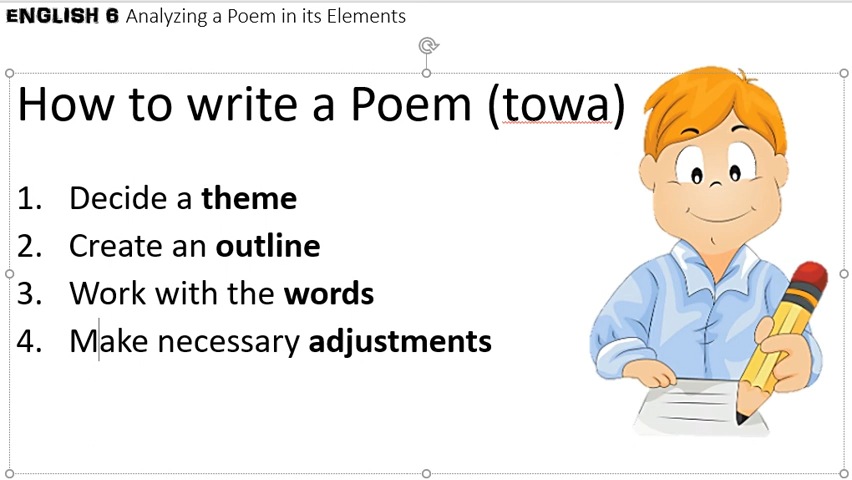 ENGLISH 6 Analyzing a Poem in its Elements
How to write a Poem (towa)
1. Decide a theme
2. Create an outline
3. Work with the words
4. Make necessary adjustments